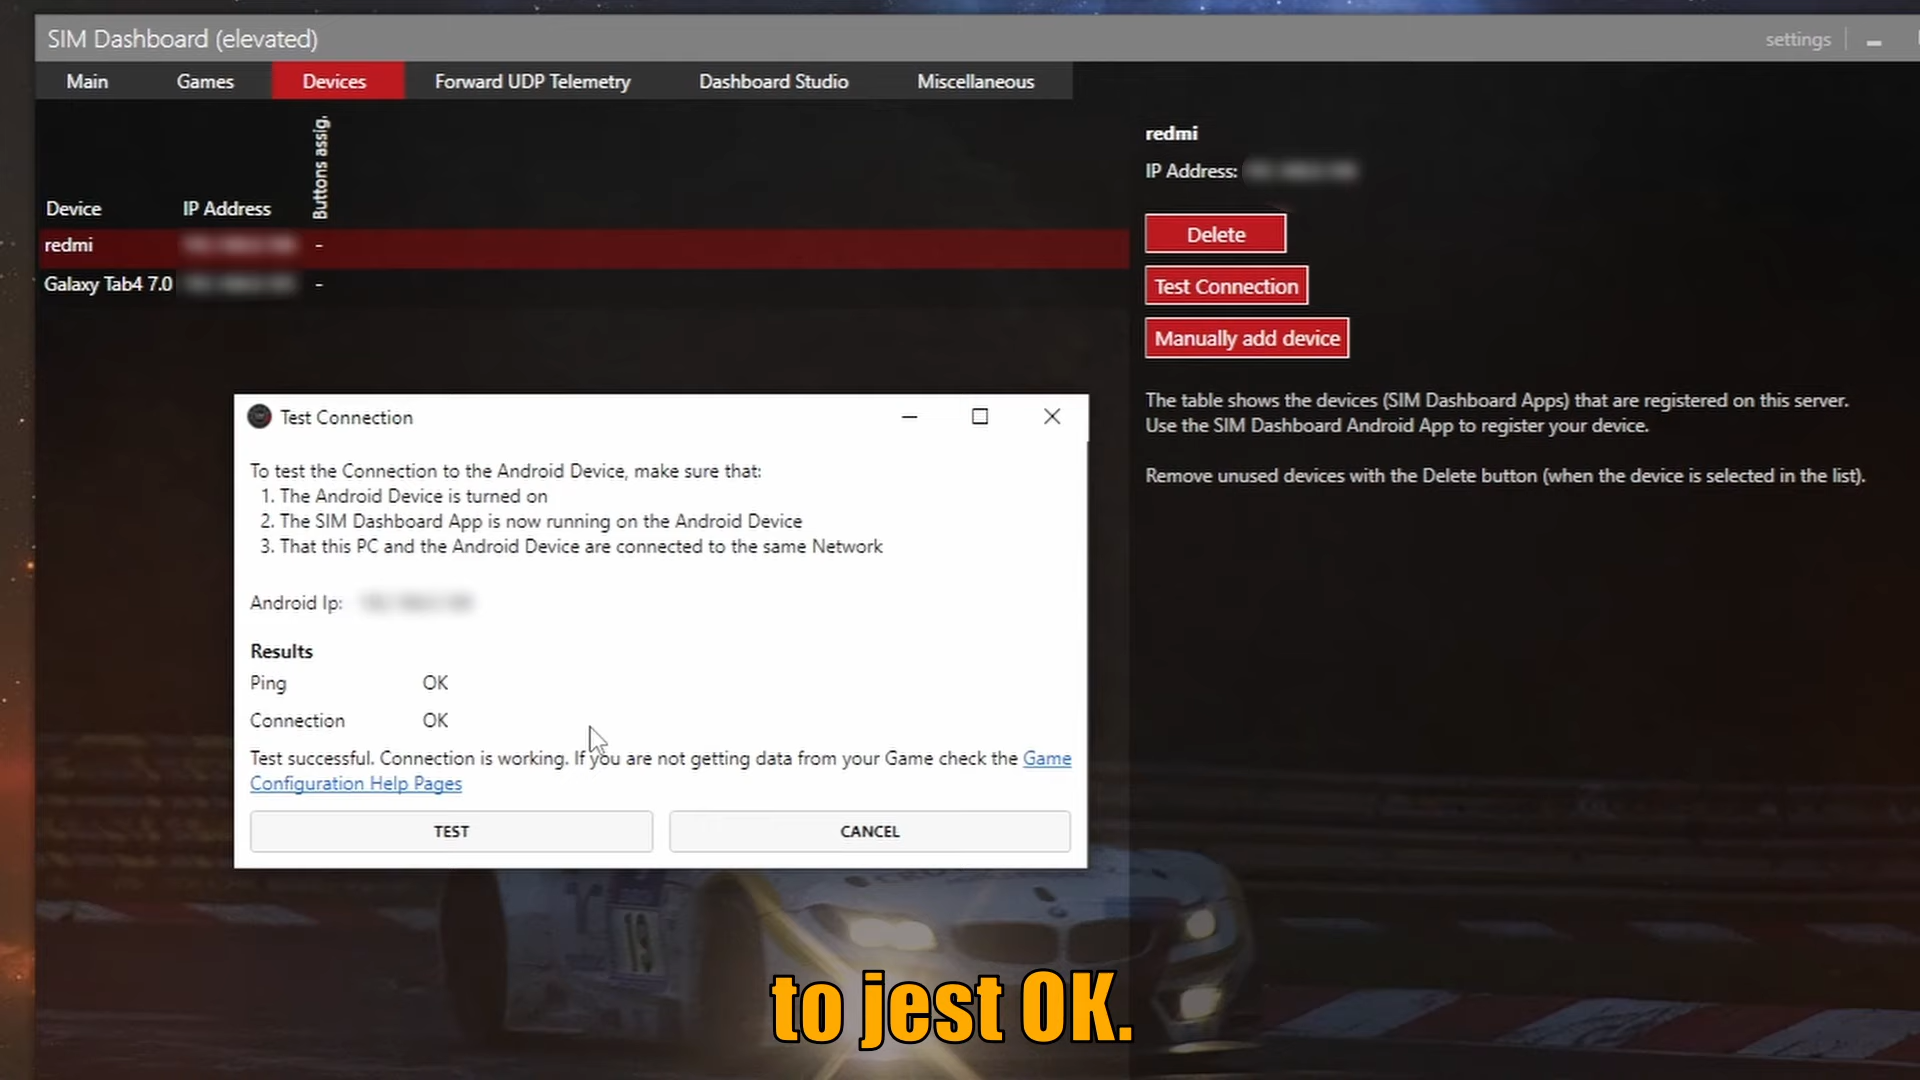 SIM Dashboard (elevated)
settings
Main
Games
Devices
Forward UDP Telemetry
Dashboard Studio
Miscellaneous
Device
IP Address
Buttons assig.
redmi
-
Galaxy Tab4 7.0
-
redmi
IP Address:
Delete
Test Connection
Manually add device
The table shows the devices (SIM Dashboard Apps) that are registered on this server.
Use the SIM Dashboard Android App to register your device.
Remove unused devices with the Delete button (when the device is selected in the list).
Test Connection
To test the Connection to the Android Device, make sure that:
1. The Android Device is turned on
2. The SIM Dashboard App is now running on the Android Device
3. That this PC and the Android Device are connected to the same Network
Android Ip:
Results
Ping OK
Connection OK
Test successful. Connection is working. If you are not getting data from your Game check the Game
Configuration Help Pages
TEST
CANCEL
to jest OK.